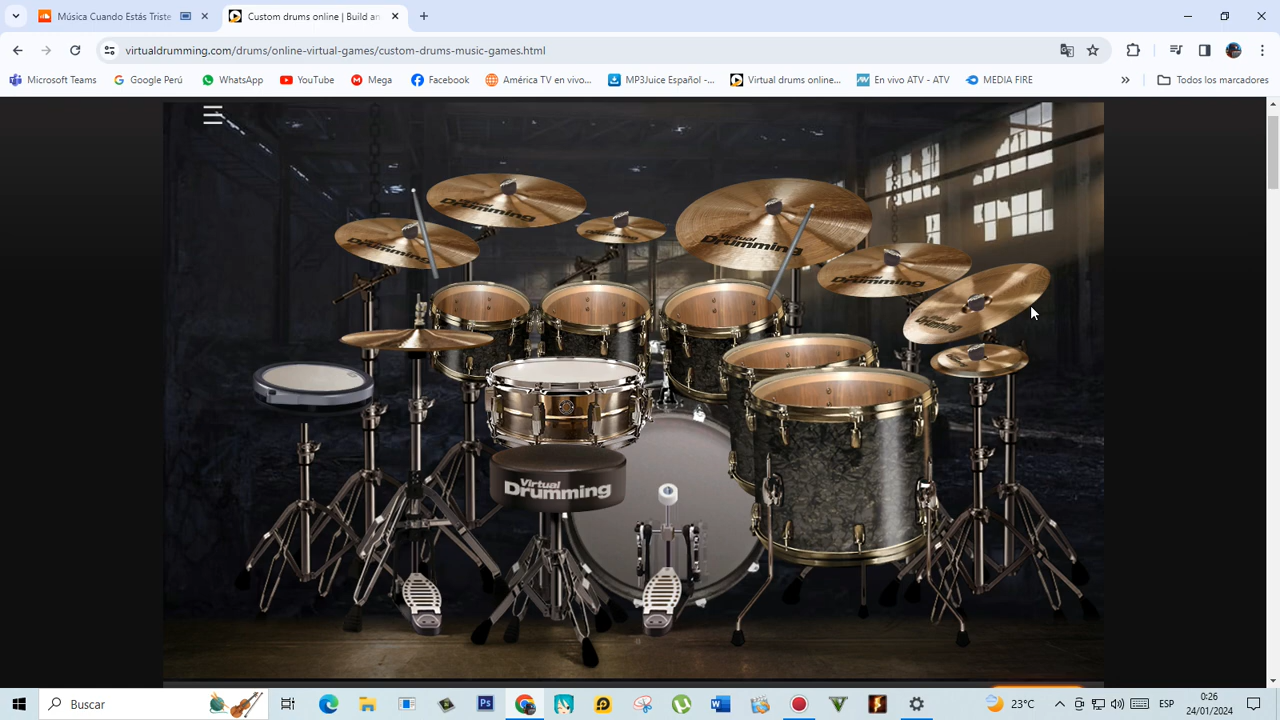 Música Cuando Estás Triste
Custom drums online | Build an
virtualdrumming.com/drums/online-virtual-games/custom-drums-music-games.html
Microsoft Teams
Google Perú
WhatsApp
YouTube
Mega
Facebook
América TV en vivo...
MP3Juice Español -...
Virtual drums online...
En vivo ATV - ATV
MEDIA FIRE
»
Todos los marcadores
Drumming
Virtual
Drumming
Drumming
Drumming
Drumming
Virtual
Drumming
Buscar
23°C
ESP
0:26
24/01/2024